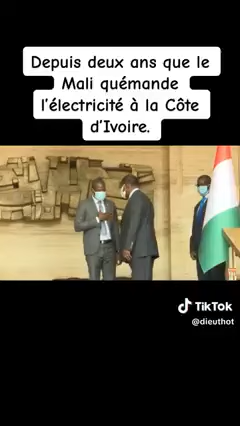 Depuis deux ans que le
Mali quémande
l'électricité à la Côte
d'Ivoire.
TikTok
@dieuthot